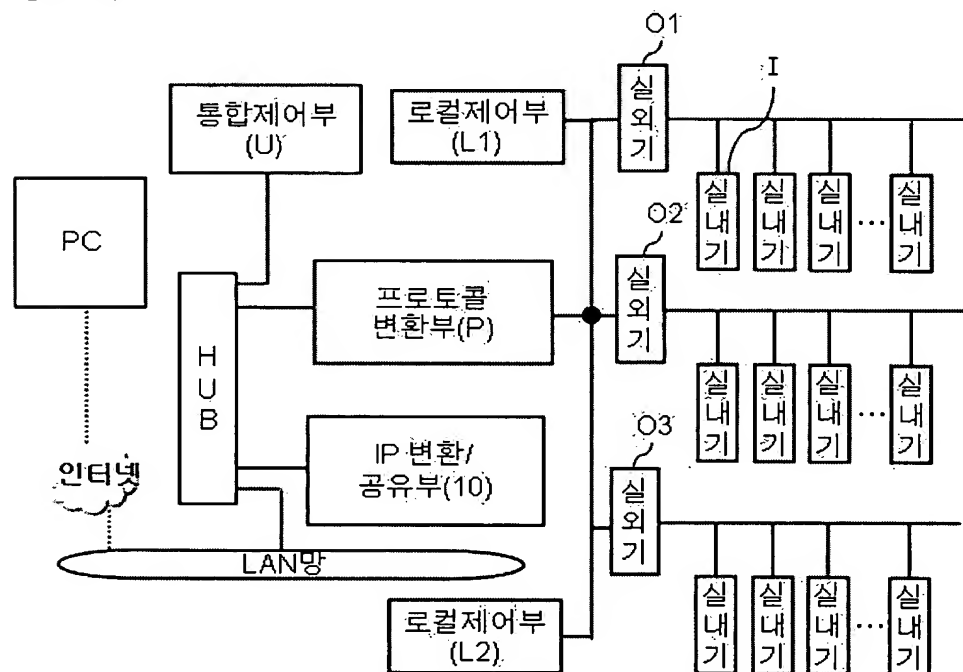 O1
I
통합제어부
(U)
로컬제어부
(L1)
실외기
실내기
실내기
실내기
...
실내기
PC
O2
프로토콜
변환부(P)
실외기
HUB
실내기
실내기
실내기
...
실내기
O3
IP 변환/
공유부(10)
인터넷
실외기
LAN망
로컬제어부
(L2)
실내기
실내기
실내기
...
실내기